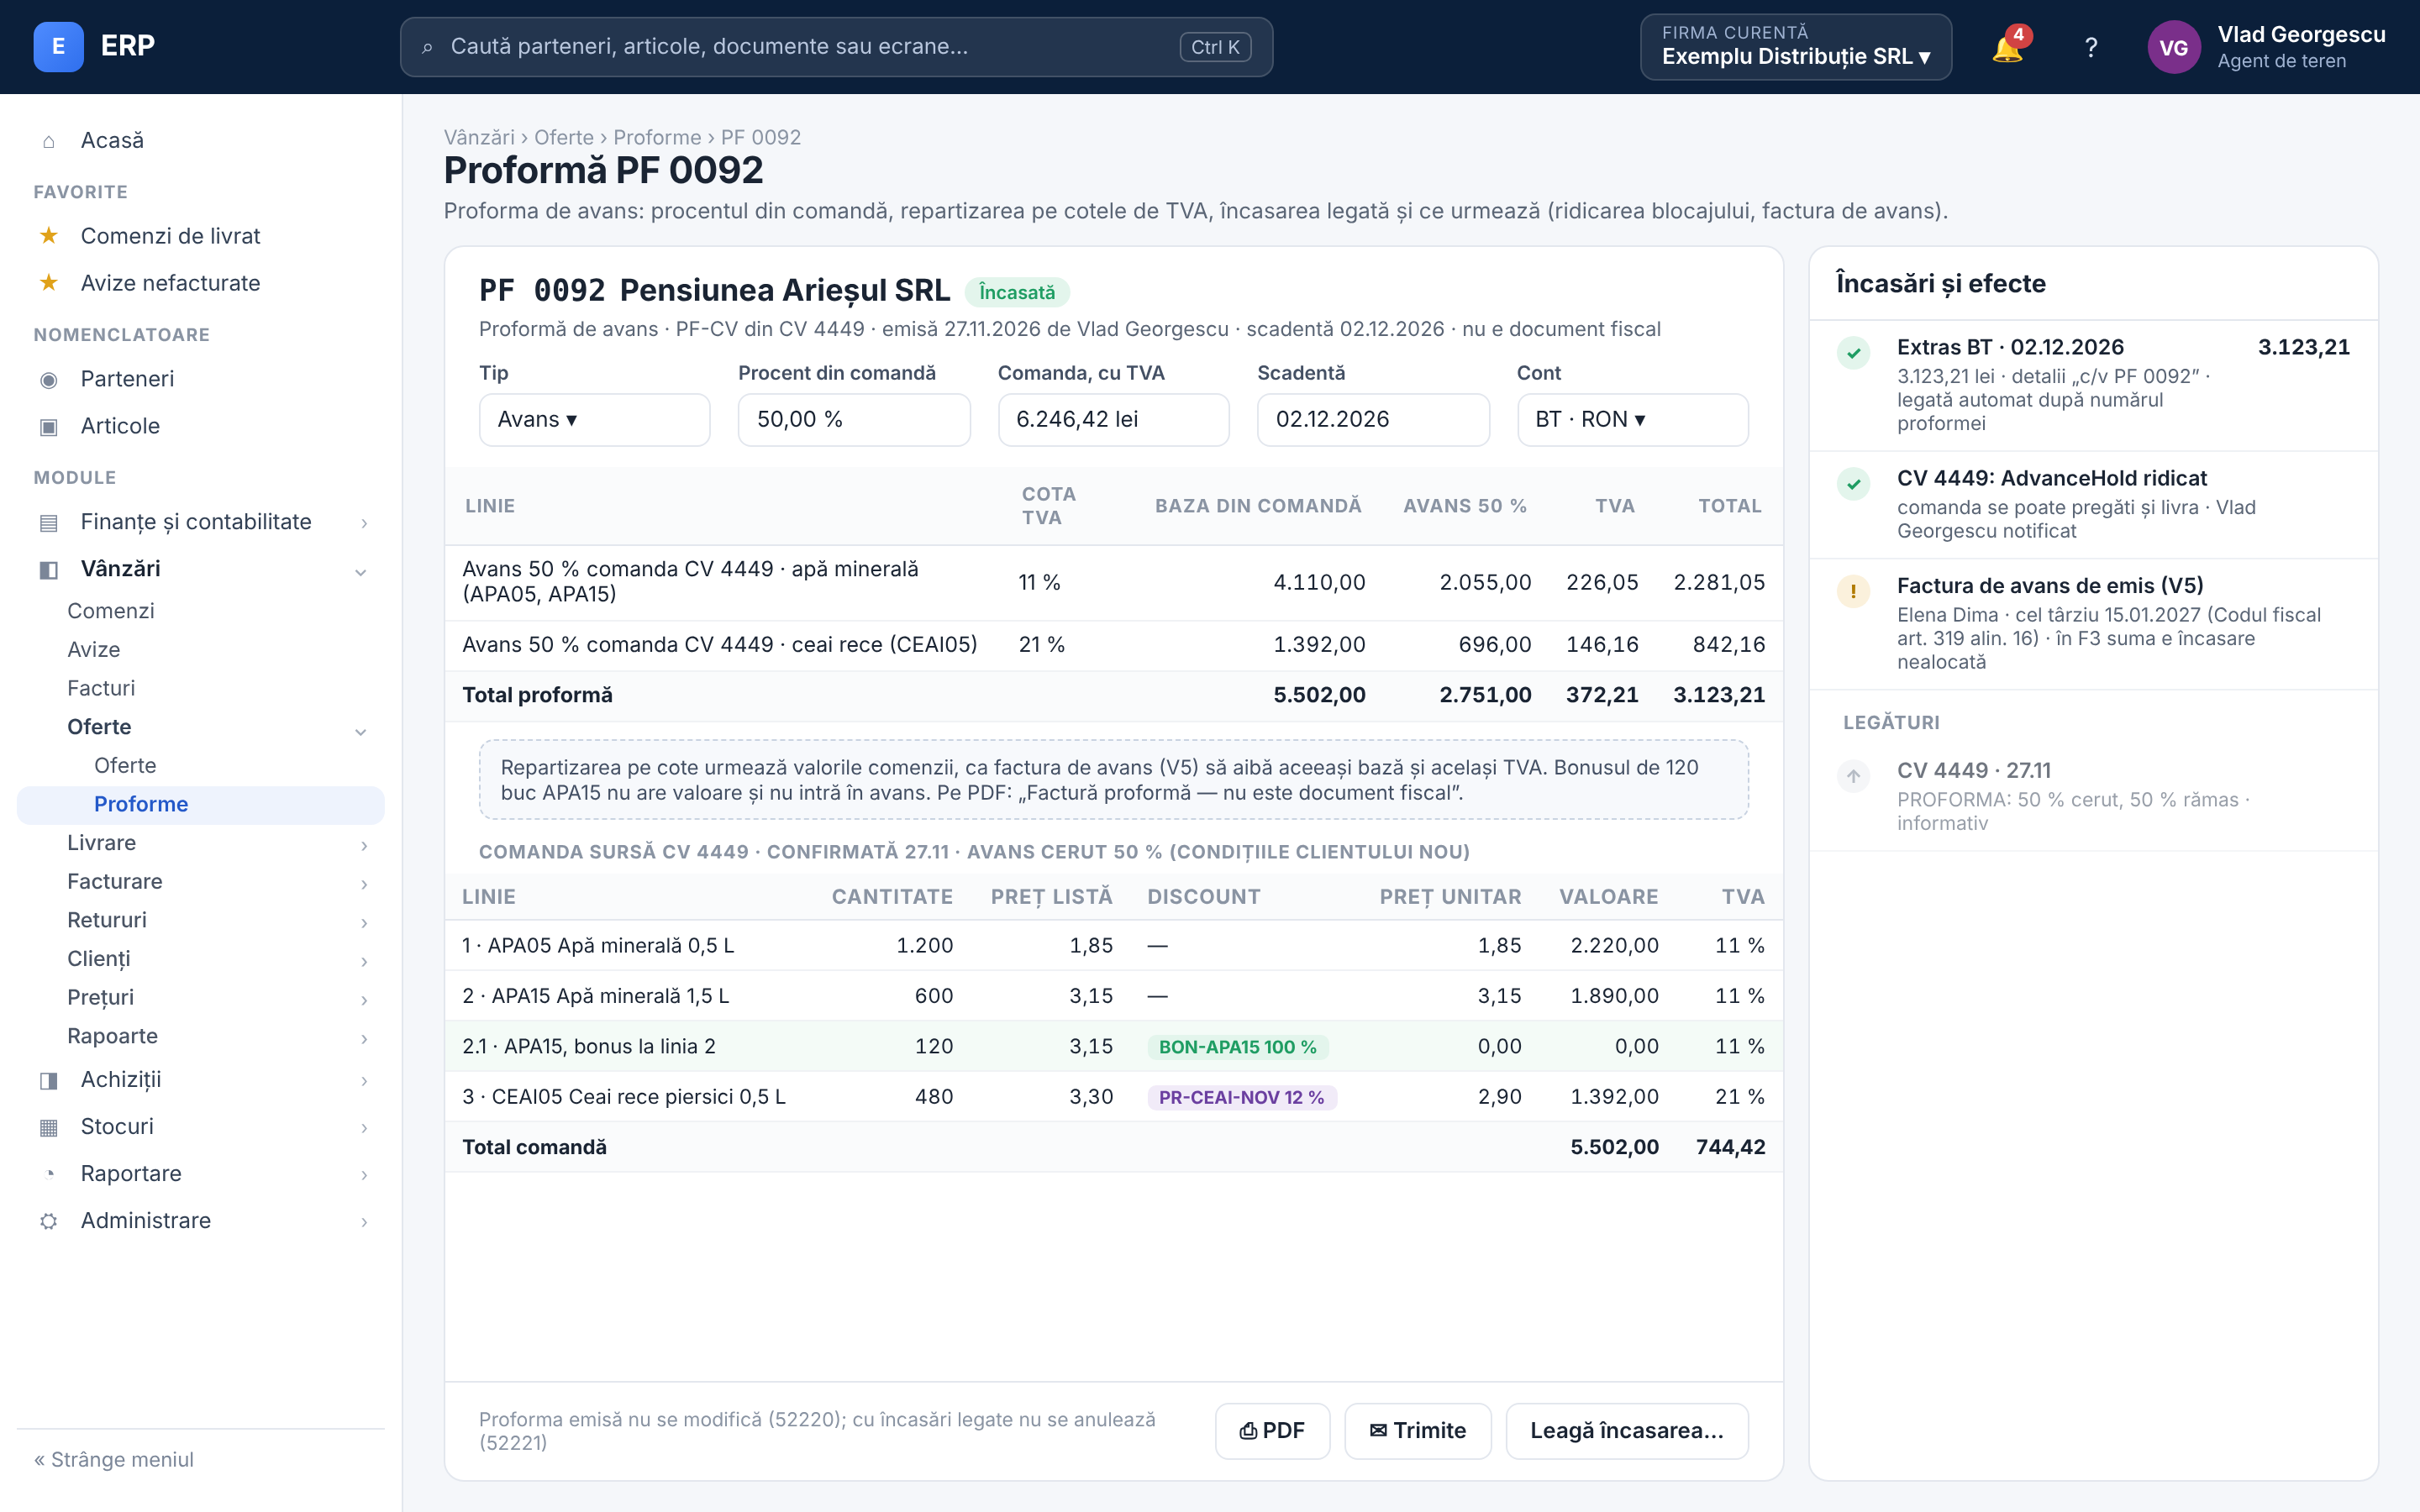 E ERP
Caută parteneri, articole, documente sau ecrane... Ctrl K
FIRMA CURENTĂ
Exemplu Distribuție SRL ▾
4
?
VG
Vlad Georgescu
Agent de teren
Acasă
FAVORITE
Comenzi de livrat
Avize nefacturate
NOMENCLATOARE
Parteneri
Articole
MODULE
Finanțe și contabilitate
Vânzări
Comenzi
Avize
Facturi
Oferte
Oferte
Proforme
Livrare
Facturare
Retururi
Clienți
Prețuri
Rapoarte
Achiziții
Stocuri
Raportare
Administrare
« Strânge meniul
Vânzări › Oferte › Proforme › PF 0092
Proformă PF 0092
Proforma de avans: procentul din comandă, repartizarea pe cotele de TVA, încasarea legată și ce urmează (ridicarea blocajului, factura de avans).
PF 0092 Pensiunea Arieșul SRL Încasată
Proformă de avans · PF-CV din CV 4449 · emisă 27.11.2026 de Vlad Georgescu · scadentă 02.12.2026 · nu e document fiscal
Tip Procent din comandă Comanda, cu TVA Scadentă Cont
Avans ▾ 50,00 % 6.246,42 lei 02.12.2026 BT · RON ▾
LINIE COTA TVA BAZA DIN COMANDĂ AVANS 50 % TVA TOTAL
Avans 50 % comanda CV 4449 · apă minerală
(APA05, APA15) 11 % 4.110,00 2.055,00 226,05 2.281,05
Avans 50 % comanda CV 4449 · ceai rece (CEAI05) 21 % 1.392,00 696,00 146,16 842,16
Total proformă 5.502,00 2.751,00 372,21 3.123,21
Repartizarea pe cote urmează valorile comenzii, ca factura de avans (V5) să aibă aceeași bază și același TVA. Bonusul de 120
buc APA15 nu are valoare și nu intră în avans. Pe PDF: „Factură proformă — nu este document fiscal”.
COMANDA SURSĂ CV 4449 · CONFIRMATĂ 27.11 · AVANS CERUT 50 % (CONDIȚIILE CLIENTULUI NOU)
LINIE CANTITATE PREȚ LISTĂ DISCOUNT PREȚ UNITAR VALOARE TVA
1 · APA05 Apă minerală 0,5 L 1.200 1,85 — 1,85 2.220,00 11 %
2 · APA15 Apă minerală 1,5 L 600 3,15 — 3,15 1.890,00 11 %
2.1 · APA15, bonus la linia 2 120 3,15 BON-APA15 100 % 0,00 0,00 11 %
3 · CEAI05 Ceai rece piersici 0,5 L 480 3,30 PR-CEAI-NOV 12 % 2,90 1.392,00 21 %
Total comandă 5.502,00 744,42
Proforma emisă nu se modifică (52220); cu încasări legate nu se anulează
(52221)
PDF
Trimite
Leagă încasarea...
Încasări și efecte
Extras BT · 02.12.2026 3.123,21
3.123,21 lei · detalii „c/v PF 0092” ·
legată automat după numărul
proformei
CV 4449: AdvanceHold ridicat
comanda se poate pregăti și livra · Vlad
Georgescu notificat
Factura de avans de emis (V5)
Elena Dima · cel târziu 15.01.2027 (Codul fiscal
art. 319 alin. 16) · în F3 suma e încasare
nealocată
LEGĂTURI
CV 4449 · 27.11
PROFORMA: 50 % cerut, 50 % rămas ·
informativ